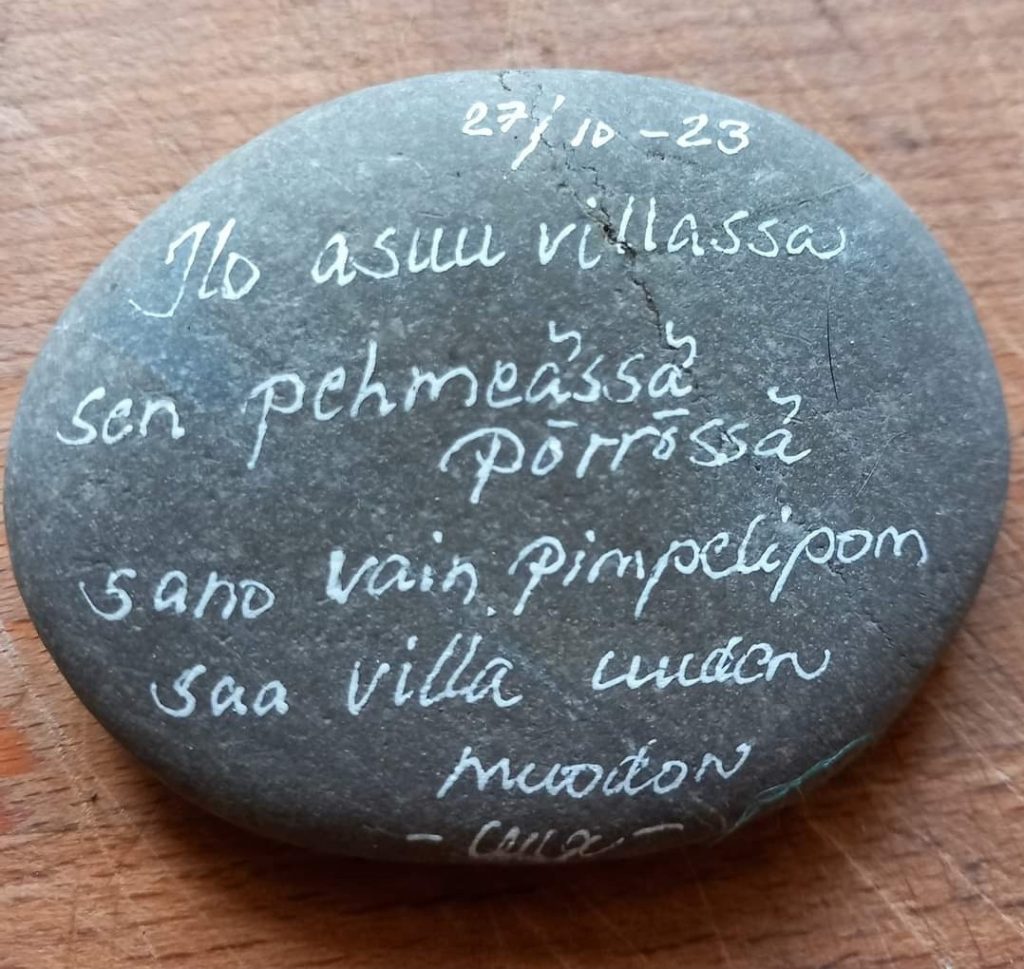 27/10 -23
Ilo asuu villassa
sen pehmeässä
pörrössä
sano vain pimpelipom
saa villa uuden
muodon